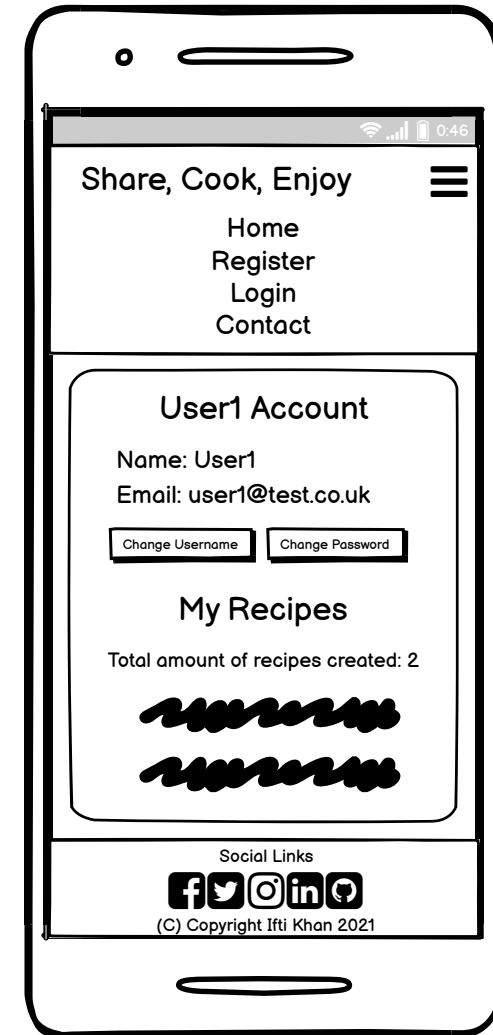 0:46
Share, Cook, Enjoy
Home
Register
Login
Contact
User1 Account
Name: User1
Email: user1@test.co.uk
Change Username Change Password
My Recipes
Total amount of recipes created: 2
Social Links
(C) Copyright Ifti Khan 2021